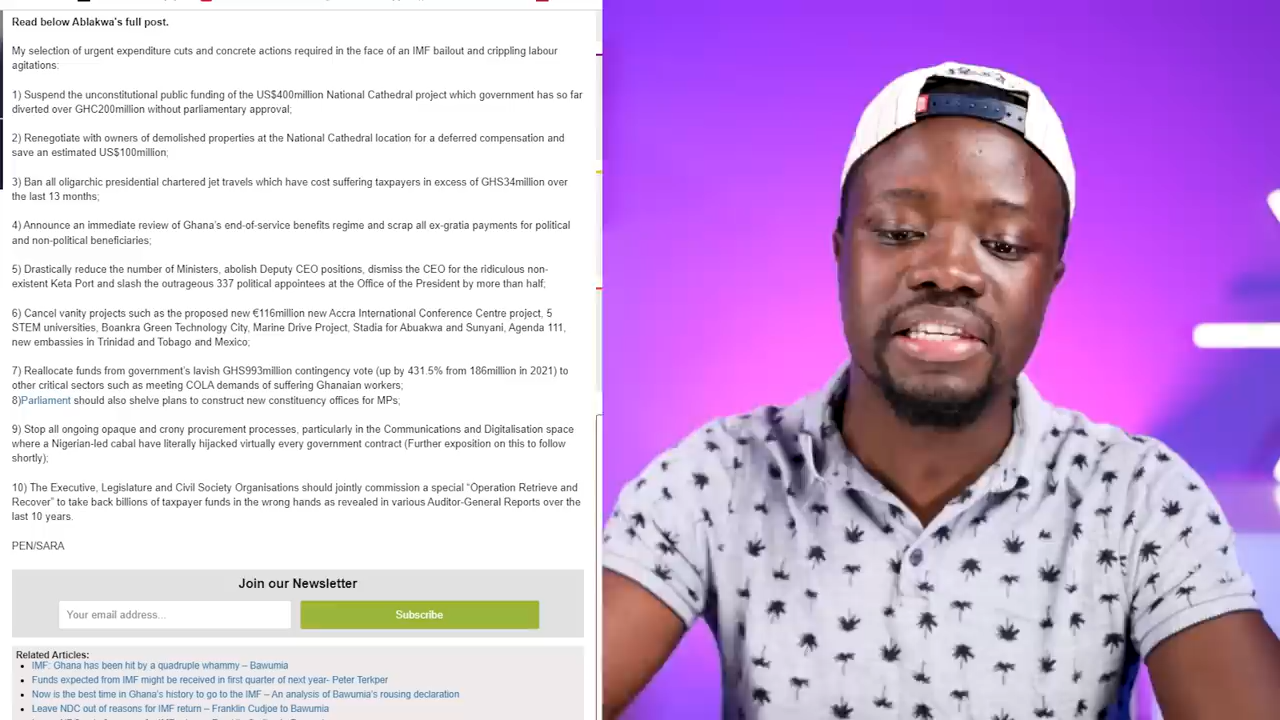 Read below Ablakwa's full post.
My selection of urgent expenditure cuts and concrete actions required in the face of an IMF bailout and crippling labour
agitations:
1) Suspend the unconstitutional public funding of the US$400million National Cathedral project which government has so far
diverted over GHC200million without parliamentary approval;
2) Renegotiate with owners of demolished properties at the National Cathedral location for a deferred compensation and
save an estimated US$100million;
3) Ban all oligarchic presidential chartered jet travels which have cost suffering taxpayers in excess of GHS34million over
the last 13 months;
4) Announce an immediate review of Ghana's end-of-service benefits regime and scrap all ex-gratia payments for political
and non-political beneficiaries;
5) Drastically reduce the number of Ministers, abolish Deputy CEO positions, dismiss the CEO for the ridiculous non-
existent Keta Port and slash the outrageous 337 political appointees at the Office of the President by more than half;
6) Cancel vanity projects such as the proposed new €116million new Accra International Conference Centre project, 5
STEM universities, Boankra Green Technology City, Marine Drive Project, Stadia for Abuakwa and Sunyani, Agenda 111,
new embassies in Trinidad and Tobago and Mexico;
7) Reallocate funds from government's lavish GHS993million contingency vote (up by 431.5% from 186million in 2021) to
other critical sectors such as meeting COLA demands of suffering Ghanaian workers;
8)Parliament should also shelve plans to construct new constituency offices for MPs;
9) Stop all ongoing opaque and crony procurement processes, particularly in the Communications and Digitalisation space
where a Nigerian-led cabal have literally hijacked virtually every government contract (Further exposition on this to follow
shortly);
10) The Executive, Legislature and Civil Society Organisations should jointly commission a special “Operation Retrieve and
Recover” to take back billions of taxpayer funds in the wrong hands as revealed in various Auditor-General Reports over the
last 10 years.
PEN/SARA
Join our Newsletter
Your email address...
Subscribe
Related Articles:
IMF: Ghana has been hit by a quadruple whammy – Bawumia
Funds expected from IMF might be received in first quarter of next year- Peter Terkper
Now is the best time in Ghana's history to go to the IMF – An analysis of Bawumia's rousing declaration
Leave NDC out of reasons for IMF return – Franklin Cudjoe to Bawumia